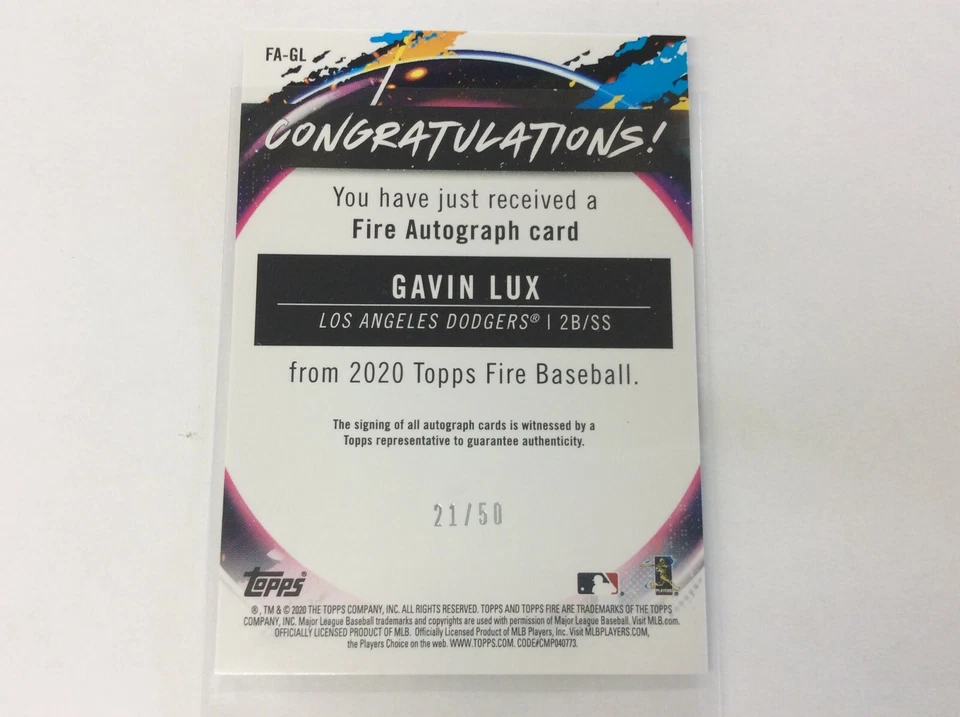 FA-GL
CONGRATULATIONS!
You have just received a
Fire Autograph card
GAVIN LUX
LOS ANGELES DODGERS® | 2B/SS
from 2020 Topps Fire Baseball.
The signing of all autograph cards is witnessed by a
Topps representative to guarantee authenticity.
21/50
Topps®
PLAYERS
®, TM & © 2020 THE TOPPS COMPANY, INC. ALL RIGHTS RESERVED. TOPPS AND TOPPS FIRE ARE TRADEMARKS OF THE TOPPS
COMPANY, INC. Major League Baseball trademarks and copyrights are used with permission of Major League Baseball. Visit MLB.com.
OFFICIALLY LICENSED PRODUCT OF MLB. Officially Licensed Product of MLB Players, Inc. Visit MLBPLAYERS.COM,
the Players Choice on the web. WWW.TOPPS.COM. CODE#CMP040773.